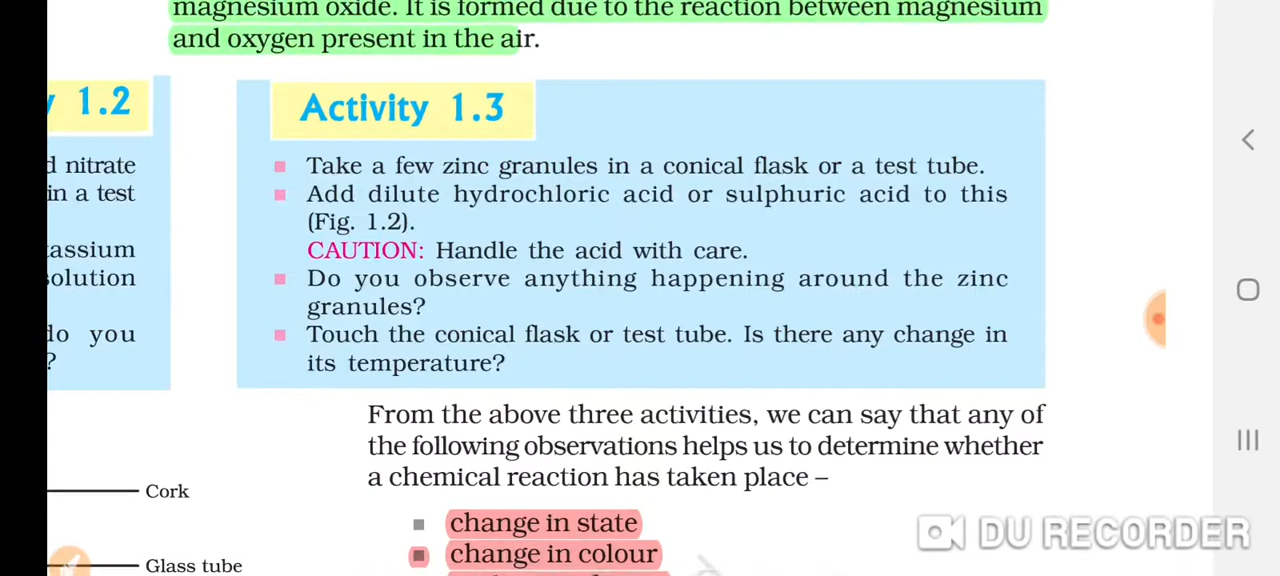 magnesium oxide. It is formed due to the reaction between magnesium
and oxygen present in the air.
1.2
nitrate
in a test
solution
do you
?
Activity 1.3
Take a few zinc granules in a conical flask or a test tube.
Add dilute hydrochloric acid or sulphuric acid to this
(Fig. 1.2).
CAUTION: Handle the acid with care.
Do you observe anything happening around the zinc
granules?
Touch the conical flask or test tube. Is there any change in
its temperature?
From the above three activities, we can say that any of
the following observations helps us to determine whether
a chemical reaction has taken place –
change in state
change in colour
Cork
Glass tube
DU RECORDER